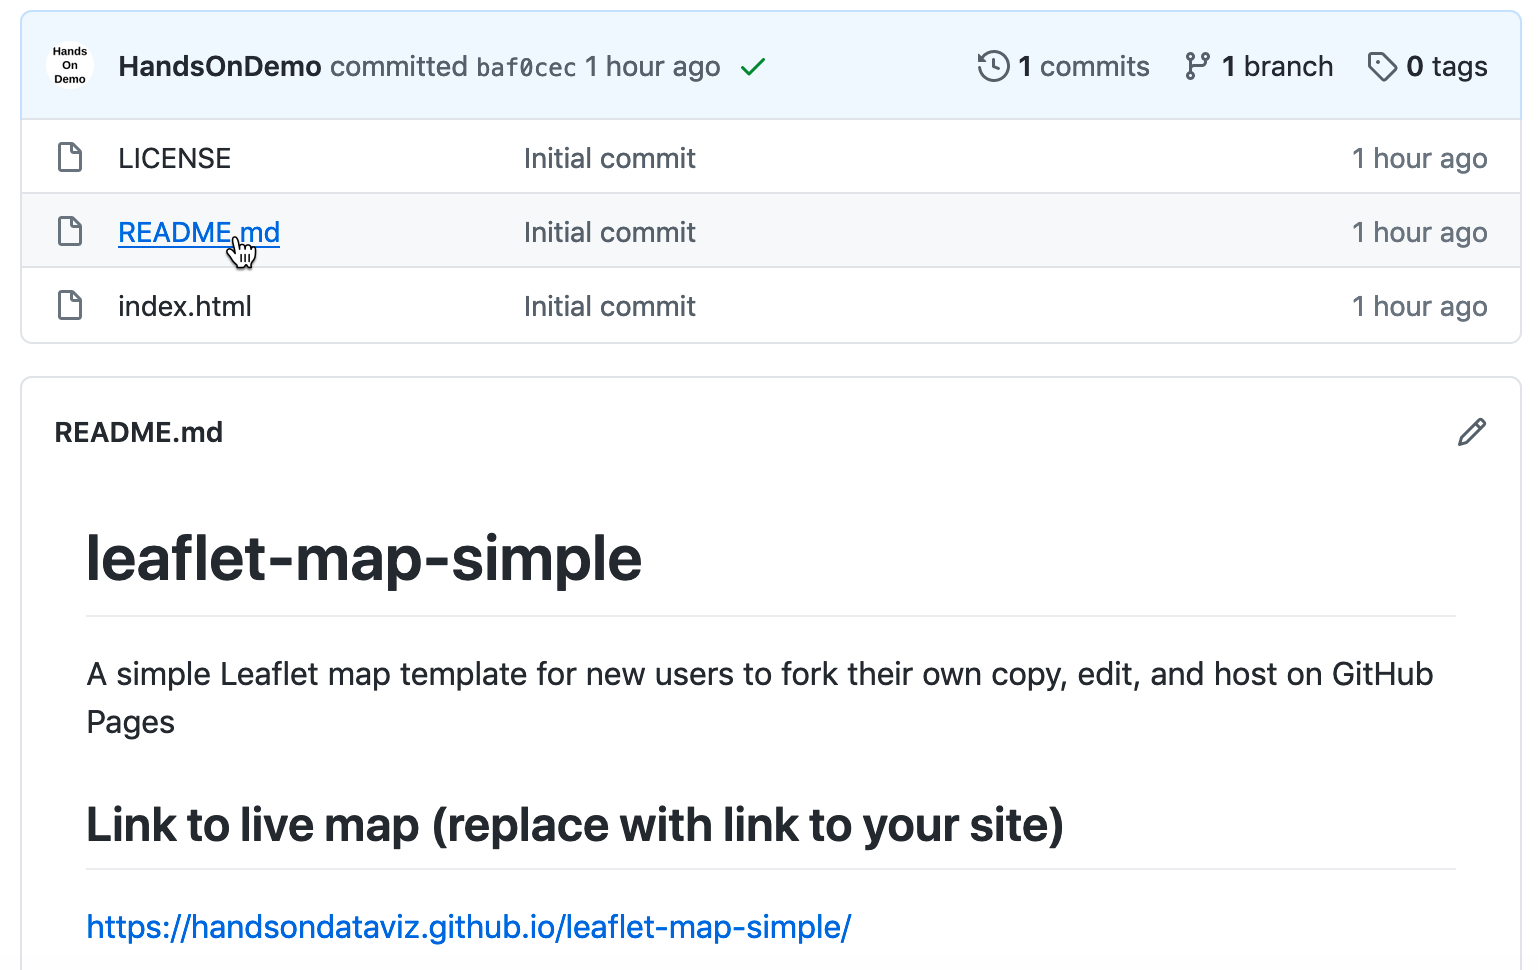 Hands
On
Demo
HandsOnDemo committed baf0cec 1 hour ago 1 commits 1 branch 0 tags
LICENSE Initial commit 1 hour ago
README.md Initial commit 1 hour ago
index.html Initial commit 1 hour ago
README.md
leaflet-map-simple
A simple Leaflet map template for new users to fork their own copy, edit, and host on GitHub
Pages
Link to live map (replace with link to your site)
https://handsondataviz.github.io/leaflet-map-simple/